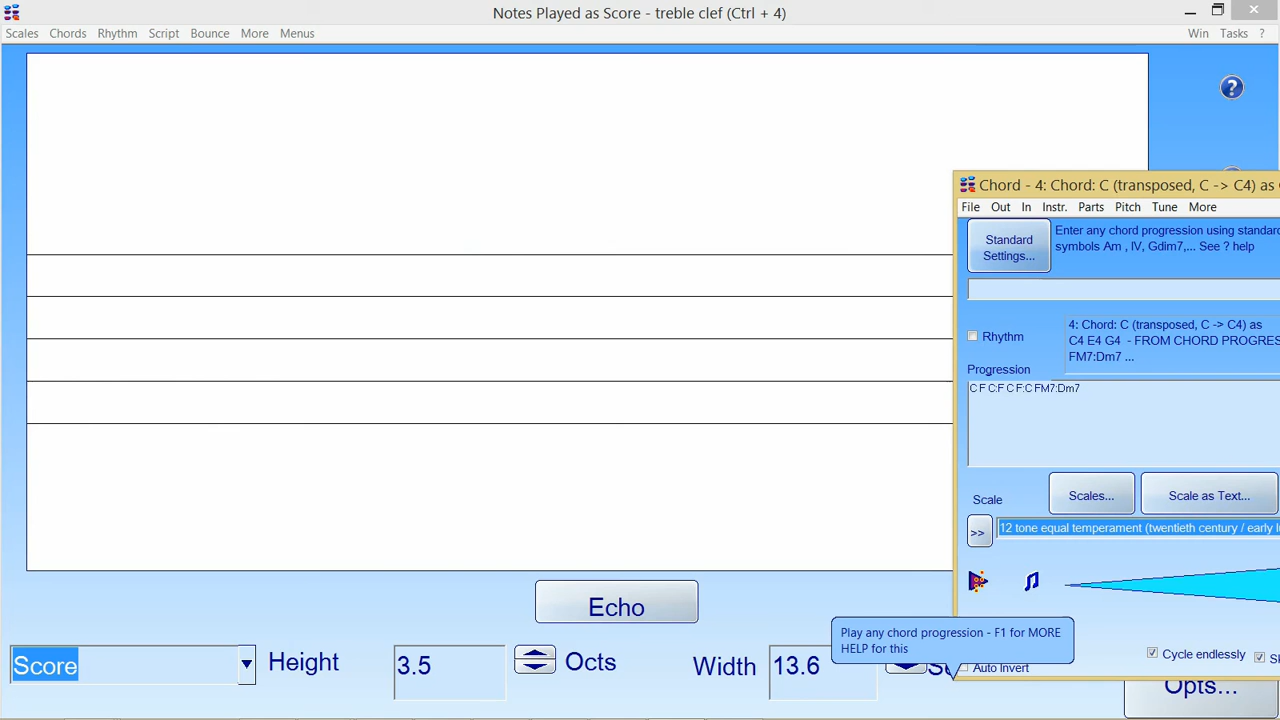 Notes Played as Score - treble clef (Ctrl + 4)
Scales Chords Rhythm Script Bounce More Menus Win Tasks ?
?
Chord - 4: Chord: C (transposed, C -> C4) as
File Out In Instr. Parts Pitch Tune More
Standard
Settings...
Enter any chord progression using standard
symbols Am , IV, Gdim7,... See ? help
Rhythm
4: Chord: C (transposed, C -> C4) as
C4 E4 G4 - FROM CHORD PROGRES
FM7:Dm7 ...
Progression
C F C:F C F:C FM7:Dm7
Scale
Scales...
Scale as Text...
>>
12 tone equal temperament (twentieth century / early
Echo
Play any chord progression - F1 for MORE
HELP for this
Score
Height
3.5
Octs
Width
13.6
Auto Invert
Cycle endlessly
Opts...